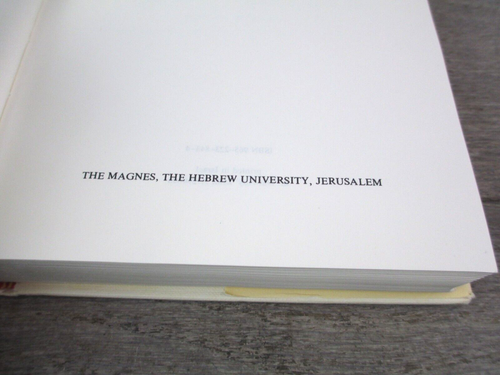 THE MAGNES, THE HEBREW UNIVERSITY, JERUSALEM